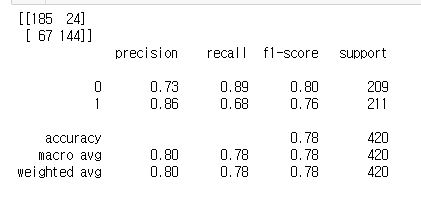 [[185  24]
 [ 67 144]]
              precision    recall  f1-score   support

           0       0.73      0.89      0.80       209
           1       0.86      0.68      0.76       211

    accuracy                           0.78       420
   macro avg       0.80      0.78      0.78       420
weighted avg       0.80      0.78      0.78       420